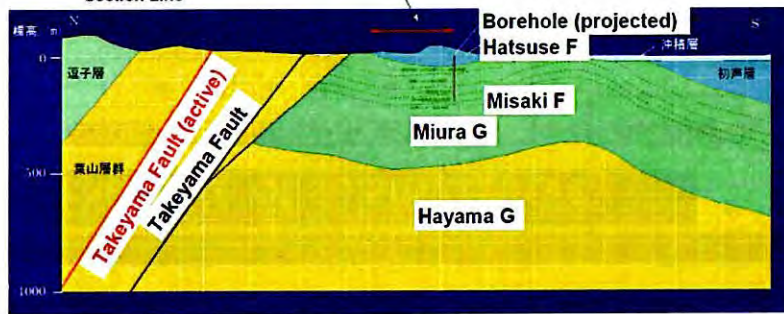 Section Line
N
S
標高 m
0
500
1000
逗子層
葉山層群
Takeyama Fault (active)
Takeyama Fault
Borehole (projected)
Hatsuse F
沖積層
初声層
Misaki F
Miura G
Hayama G